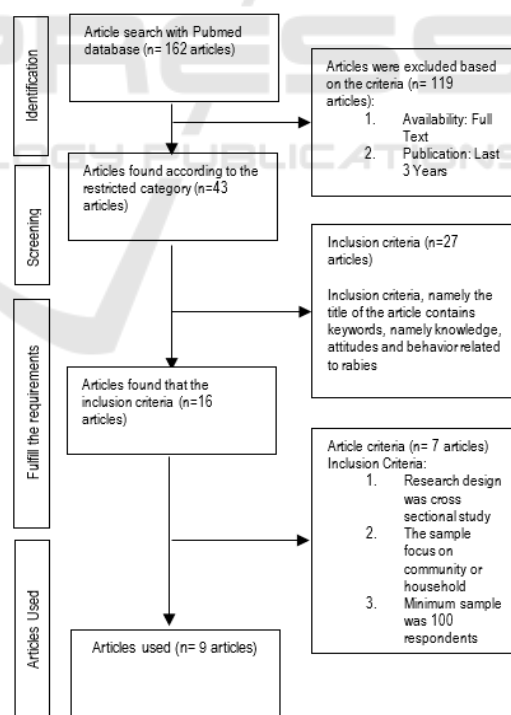 PRESS
LOGY PUBLICATIONS
Identification
Article search with Pubmed
database (n= 162 articles)
Articles were excluded based
on the criteria (n= 119
articles):
1. Availability: Full
Text
2. Publication: Last
3 Years
Screening
Articles found according to the
restricted category (n=43
articles)
Inclusion criteria (n=27
articles)
Inclusion criteria, namely the
title of the article contains
keywords, namely knowledge,
attitudes and behavior related
to rabies
Fulfill the requirements
Articles found that the
inclusion criteria (n=16
articles)
Article criteria (n= 7 articles)
Inclusion Criteria:
1. Research design
was cross
sectional study
2. The sample
focus on
community or
household
3. Minimum sample
was 100
respondents
Articles Used
Articles used (n= 9 articles)